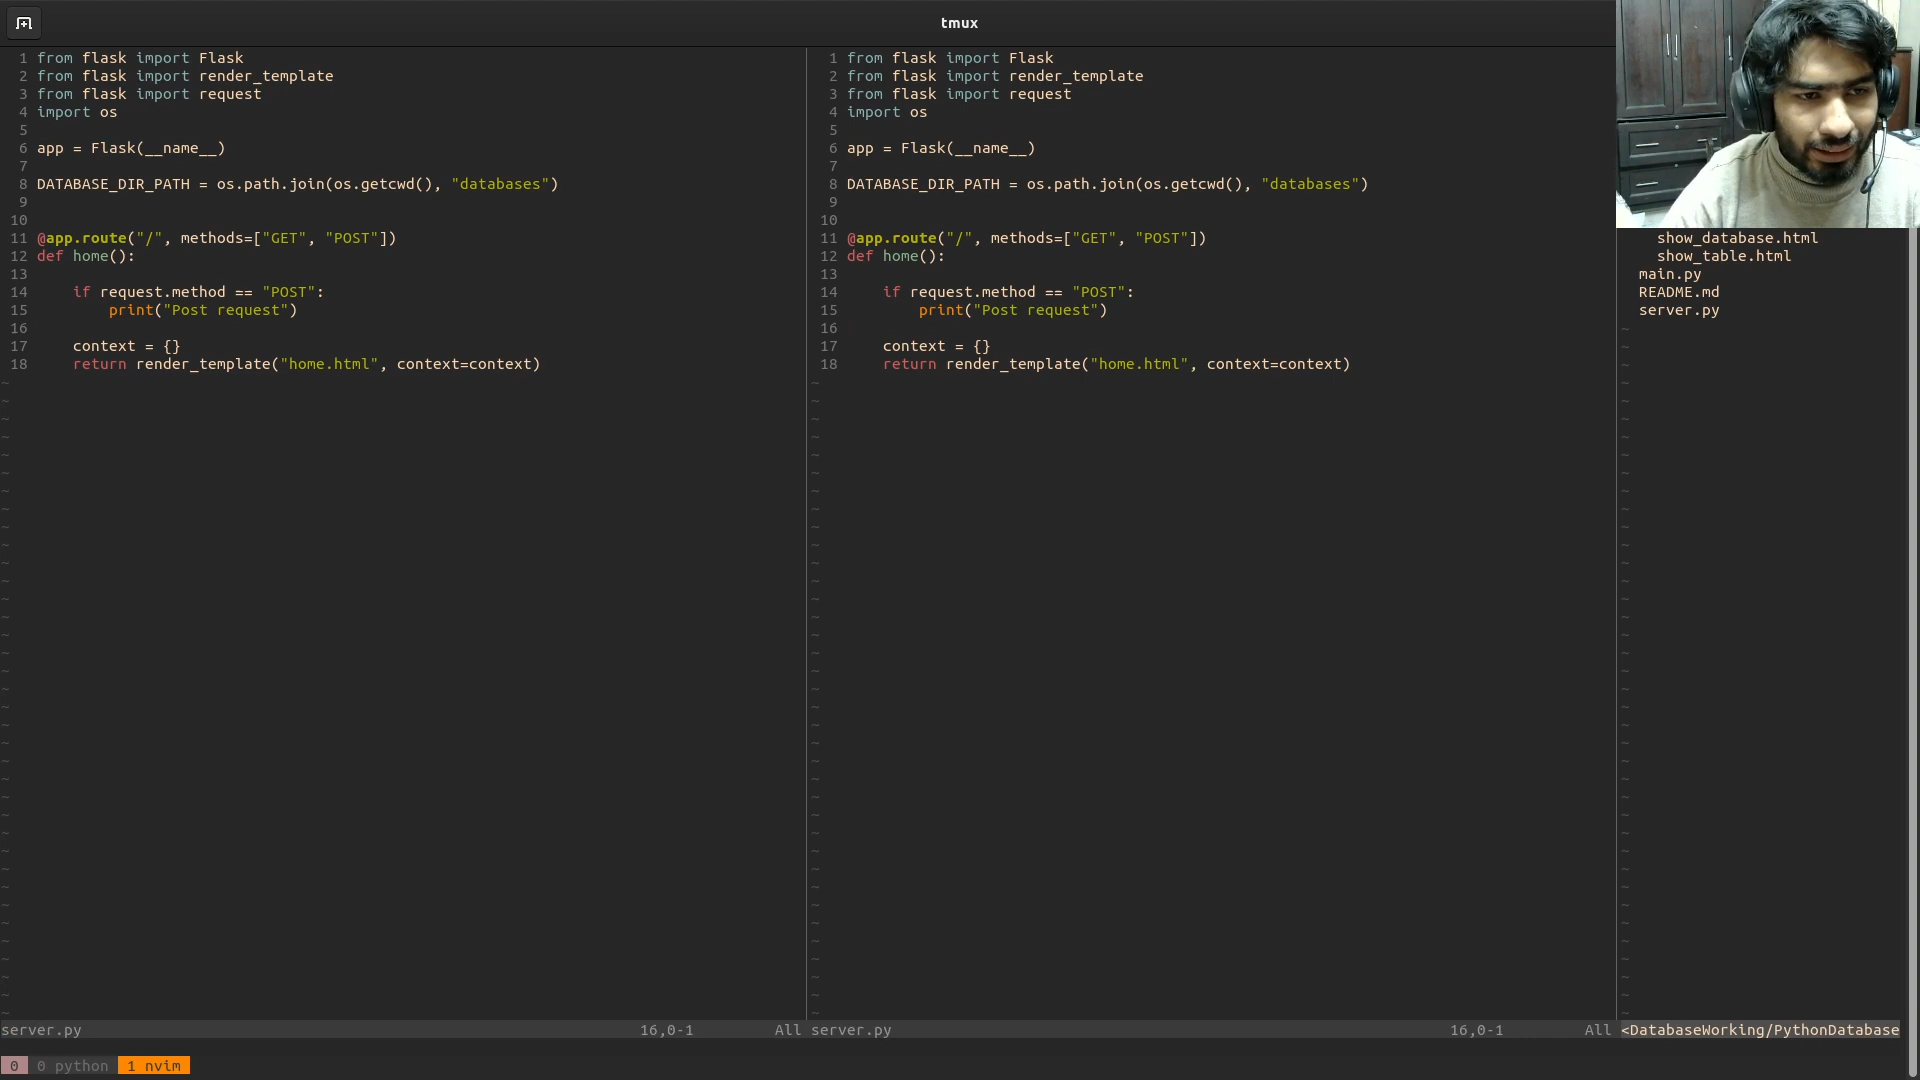 tmux
1 from flask import Flask
2 from flask import render_template
3 from flask import request
4 import os
5
6 app = Flask(__name__)
7
8 DATABASE_DIR_PATH = os.path.join(os.getcwd(), "databases")
9
10
11 @app.route("/", methods=["GET", "POST"])
12 def home():
13
14     if request.method == "POST":
15         print("Post request")
16
17     context = {}
18     return render_template("home.html", context=context)
~
server.py 16,0-1 All
1 from flask import Flask
2 from flask import render_template
3 from flask import request
4 import os
5
6 app = Flask(__name__)
7
8 DATABASE_DIR_PATH = os.path.join(os.getcwd(), "databases")
9
10
11 @app.route("/", methods=["GET", "POST"])
12 def home():
13
14     if request.method == "POST":
15         print("Post request")
16
17     context = {}
18     return render_template("home.html", context=context)
~
server.py 16,0-1 All
show_database.html
show_table.html
main.py
README.md
server.py
~
<DatabaseWorking/PythonDatabase
0 0 python 1 nvim